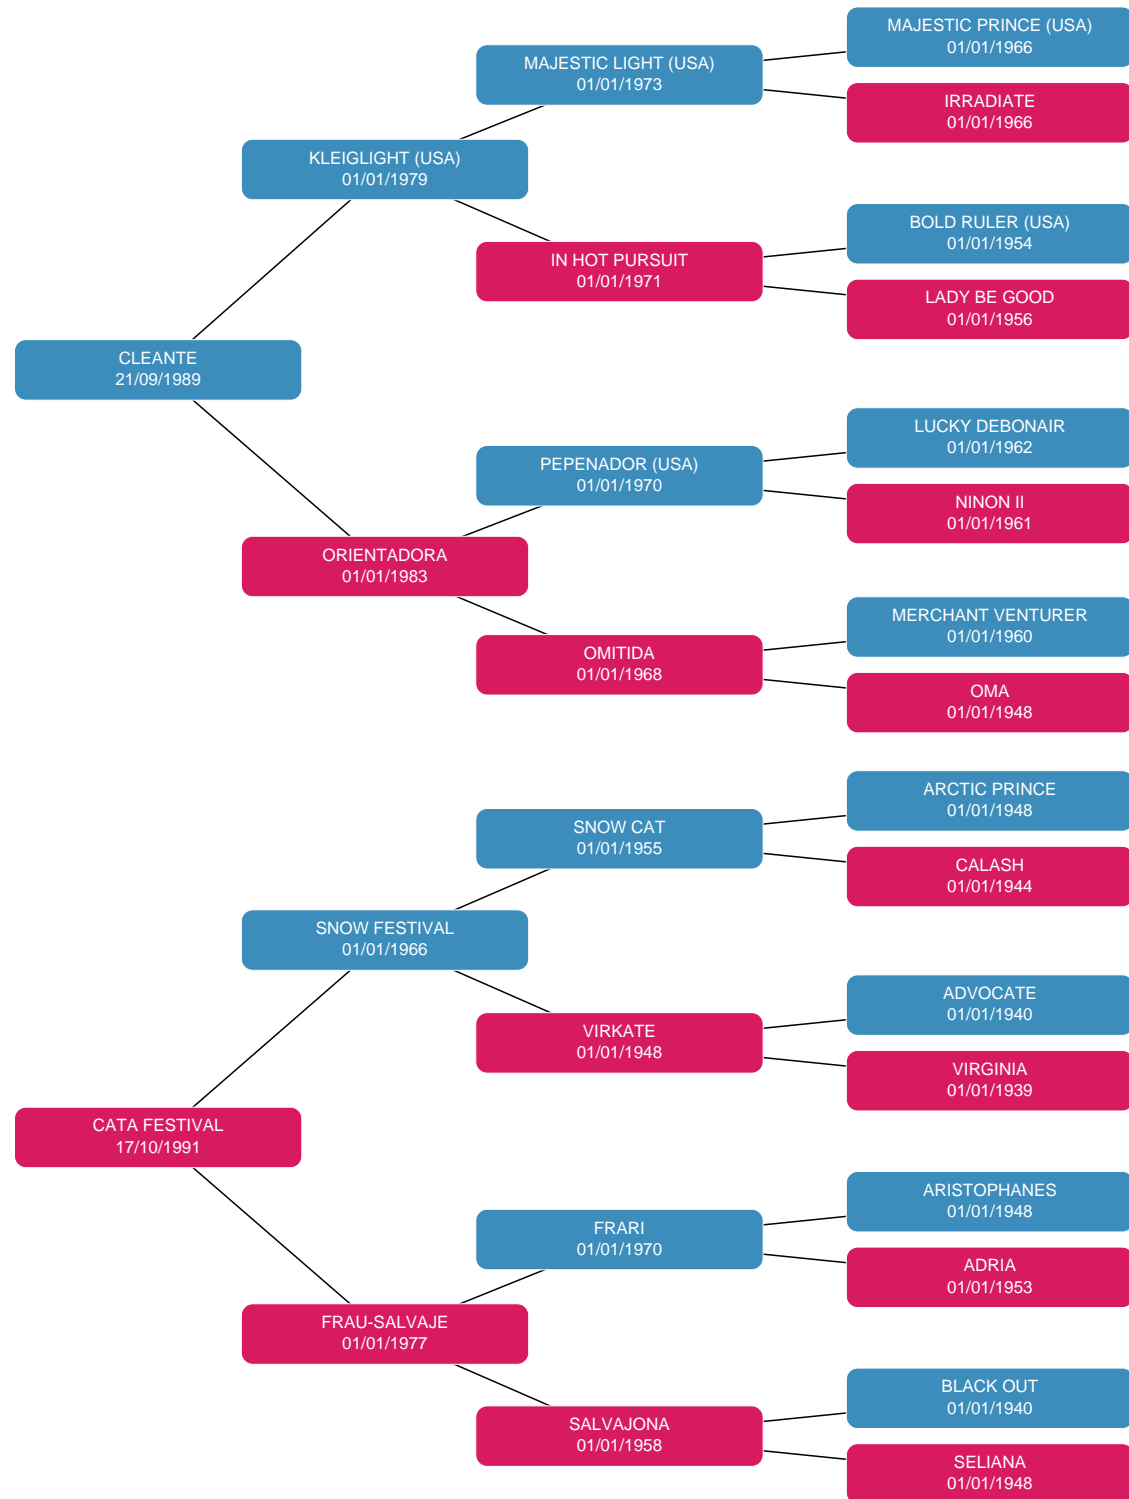 MAJESTIC PRINCE (USA)
01/01/1966
MAJESTIC LIGHT (USA)
01/01/1973
IRRADIATE
01/01/1966
KLEIGLIGHT (USA)
01/01/1979
BOLD RULER (USA)
01/01/1954
IN HOT PURSUIT
01/01/1971
LADY BE GOOD
01/01/1956
CLEANTE
21/09/1989
LUCKY DEBONAIR
01/01/1962
PEPENADOR (USA)
01/01/1970
NINON II
01/01/1961
ORIENTADORA
01/01/1983
MERCHANT VENTURER
01/01/1960
OMITIDA
01/01/1968
OMA
01/01/1948
ARCTIC PRINCE
01/01/1948
SNOW CAT
01/01/1955
CALASH
01/01/1944
SNOW FESTIVAL
01/01/1966
ADVOCATE
01/01/1940
VIRKATE
01/01/1948
VIRGINIA
01/01/1939
CATA FESTIVAL
17/10/1991
ARISTOPHANES
01/01/1948
FRARI
01/01/1970
ADRIA
01/01/1953
FRAU-SALVAJE
01/01/1977
BLACK OUT
01/01/1940
SALVAJONA
01/01/1958
SELIANA
01/01/1948